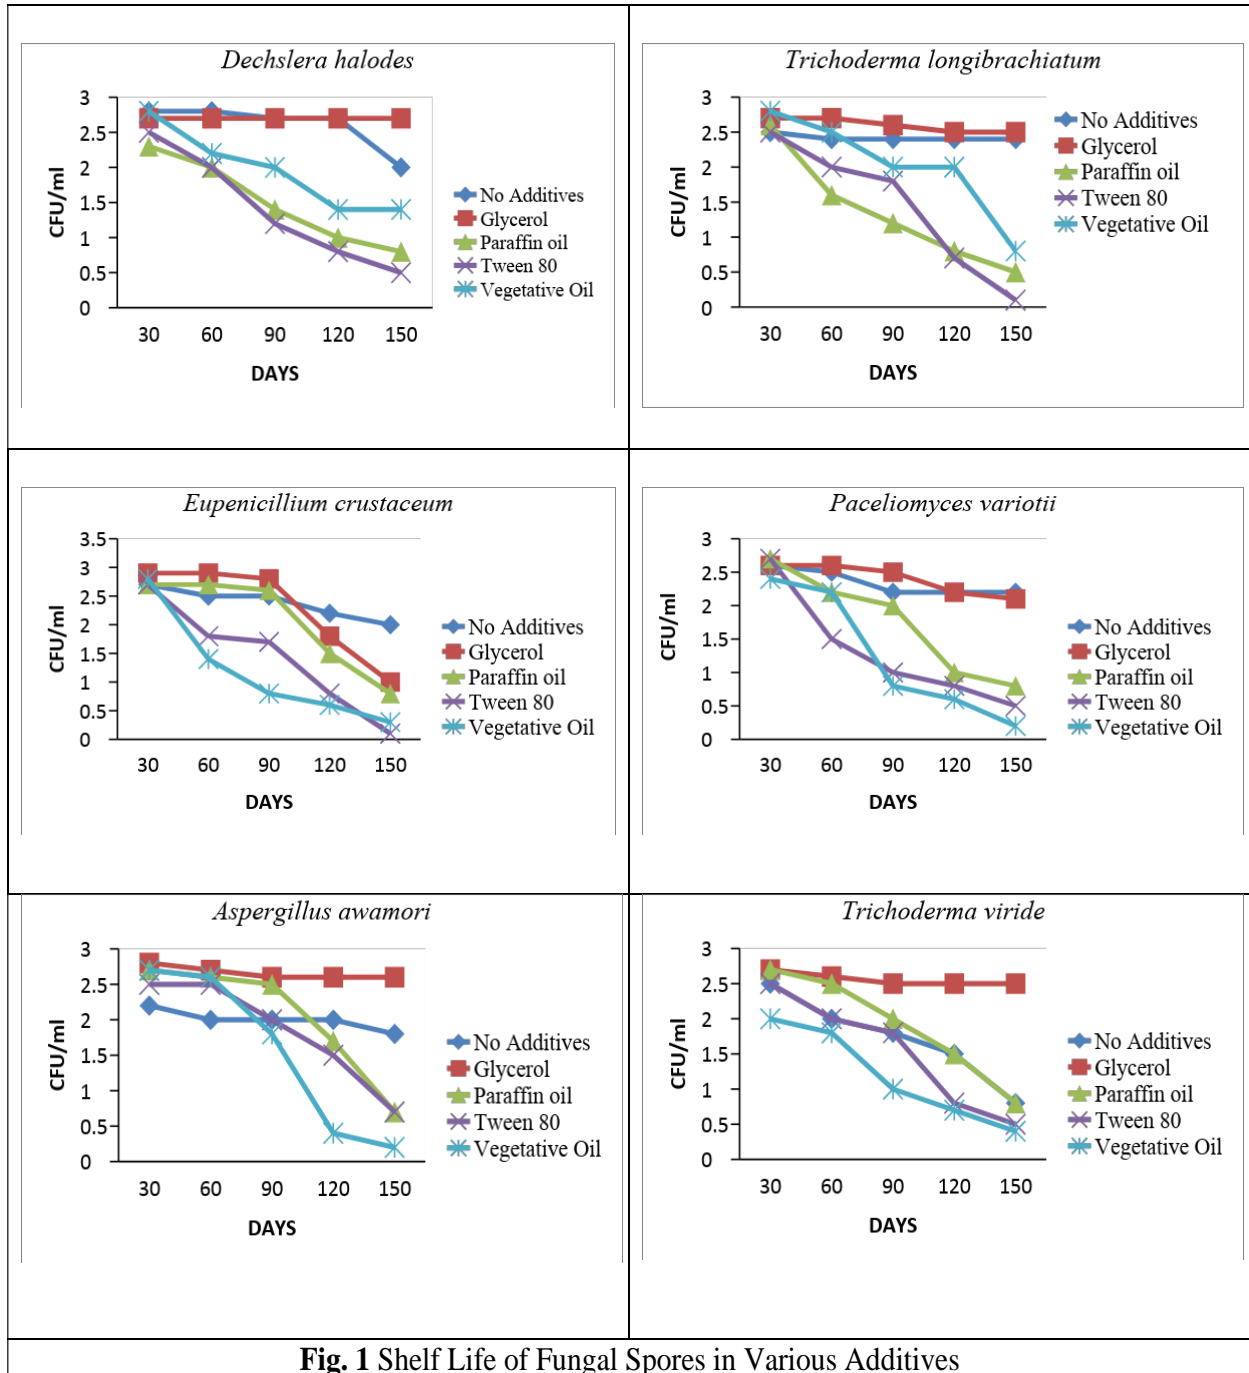 Dechslera halodes
3
2.5
2
1.5
1
0.5
0
CFU/ml
30 60 90 120 150
DAYS
No Additives
Glycerol
Paraffin oil
Tween 80
Vegetative Oil
Trichoderma longibrachiatum
3
2.5
2
1.5
1
0.5
0
CFU/ml
30 60 90 120 150
DAYS
No Additives
Glycerol
Paraffin oil
Tween 80
Vegetative Oil
Eupenicillium crustaceum
3.5
3
2.5
2
1.5
1
0.5
0
CFU/ml
30 60 90 120 150
DAYS
No Additives
Glycerol
Paraffin oil
Tween 80
Vegetative Oil
Paceliomyces variotii
3
2.5
2
1.5
1
0.5
0
CFU/ml
30 60 90 120 150
DAYS
No Additives
Glycerol
Paraffin oil
Tween 80
Vegetative Oil
Aspergillus awamori
3
2.5
2
1.5
1
0.5
0
CFU/ml
30 60 90 120 150
DAYS
No Additives
Glycerol
Paraffin oil
Tween 80
Vegetative Oil
Trichoderma viride
3
2.5
2
1.5
1
0.5
0
CFU/ml
30 60 90 120 150
DAYS
No Additives
Glycerol
Paraffin oil
Tween 80
Vegetative Oil
Fig. 1 Shelf Life of Fungal Spores in Various Additives